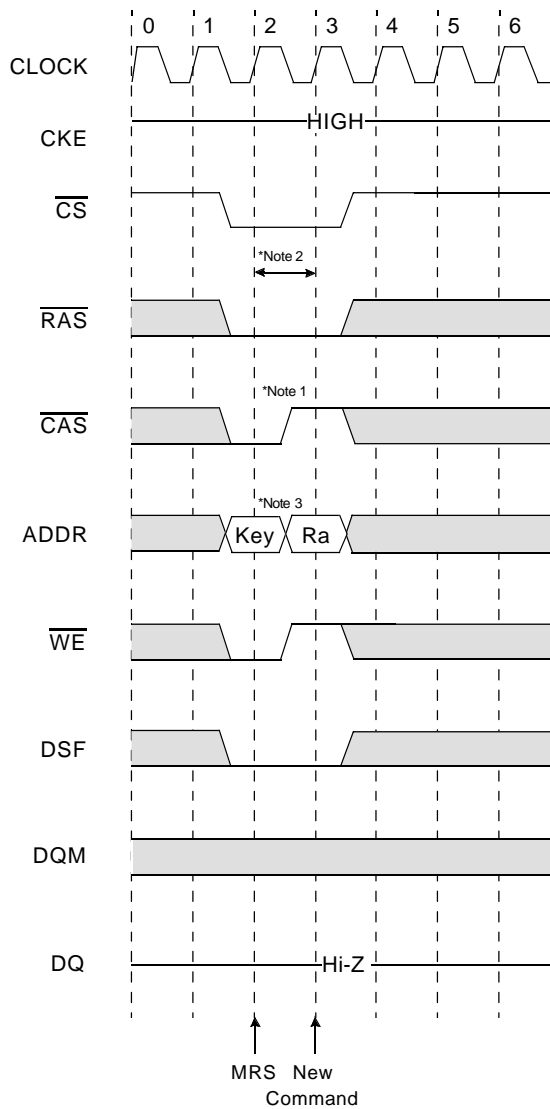 0 1 2 3 4 5 6
CLOCK
CKE
HIGH
CS
*Note 2
RAS
*Note 1
CAS
*Note 3
ADDR
Key
Ra
WE
DSF
DQM
DQ
Hi-Z
MRS New
Command